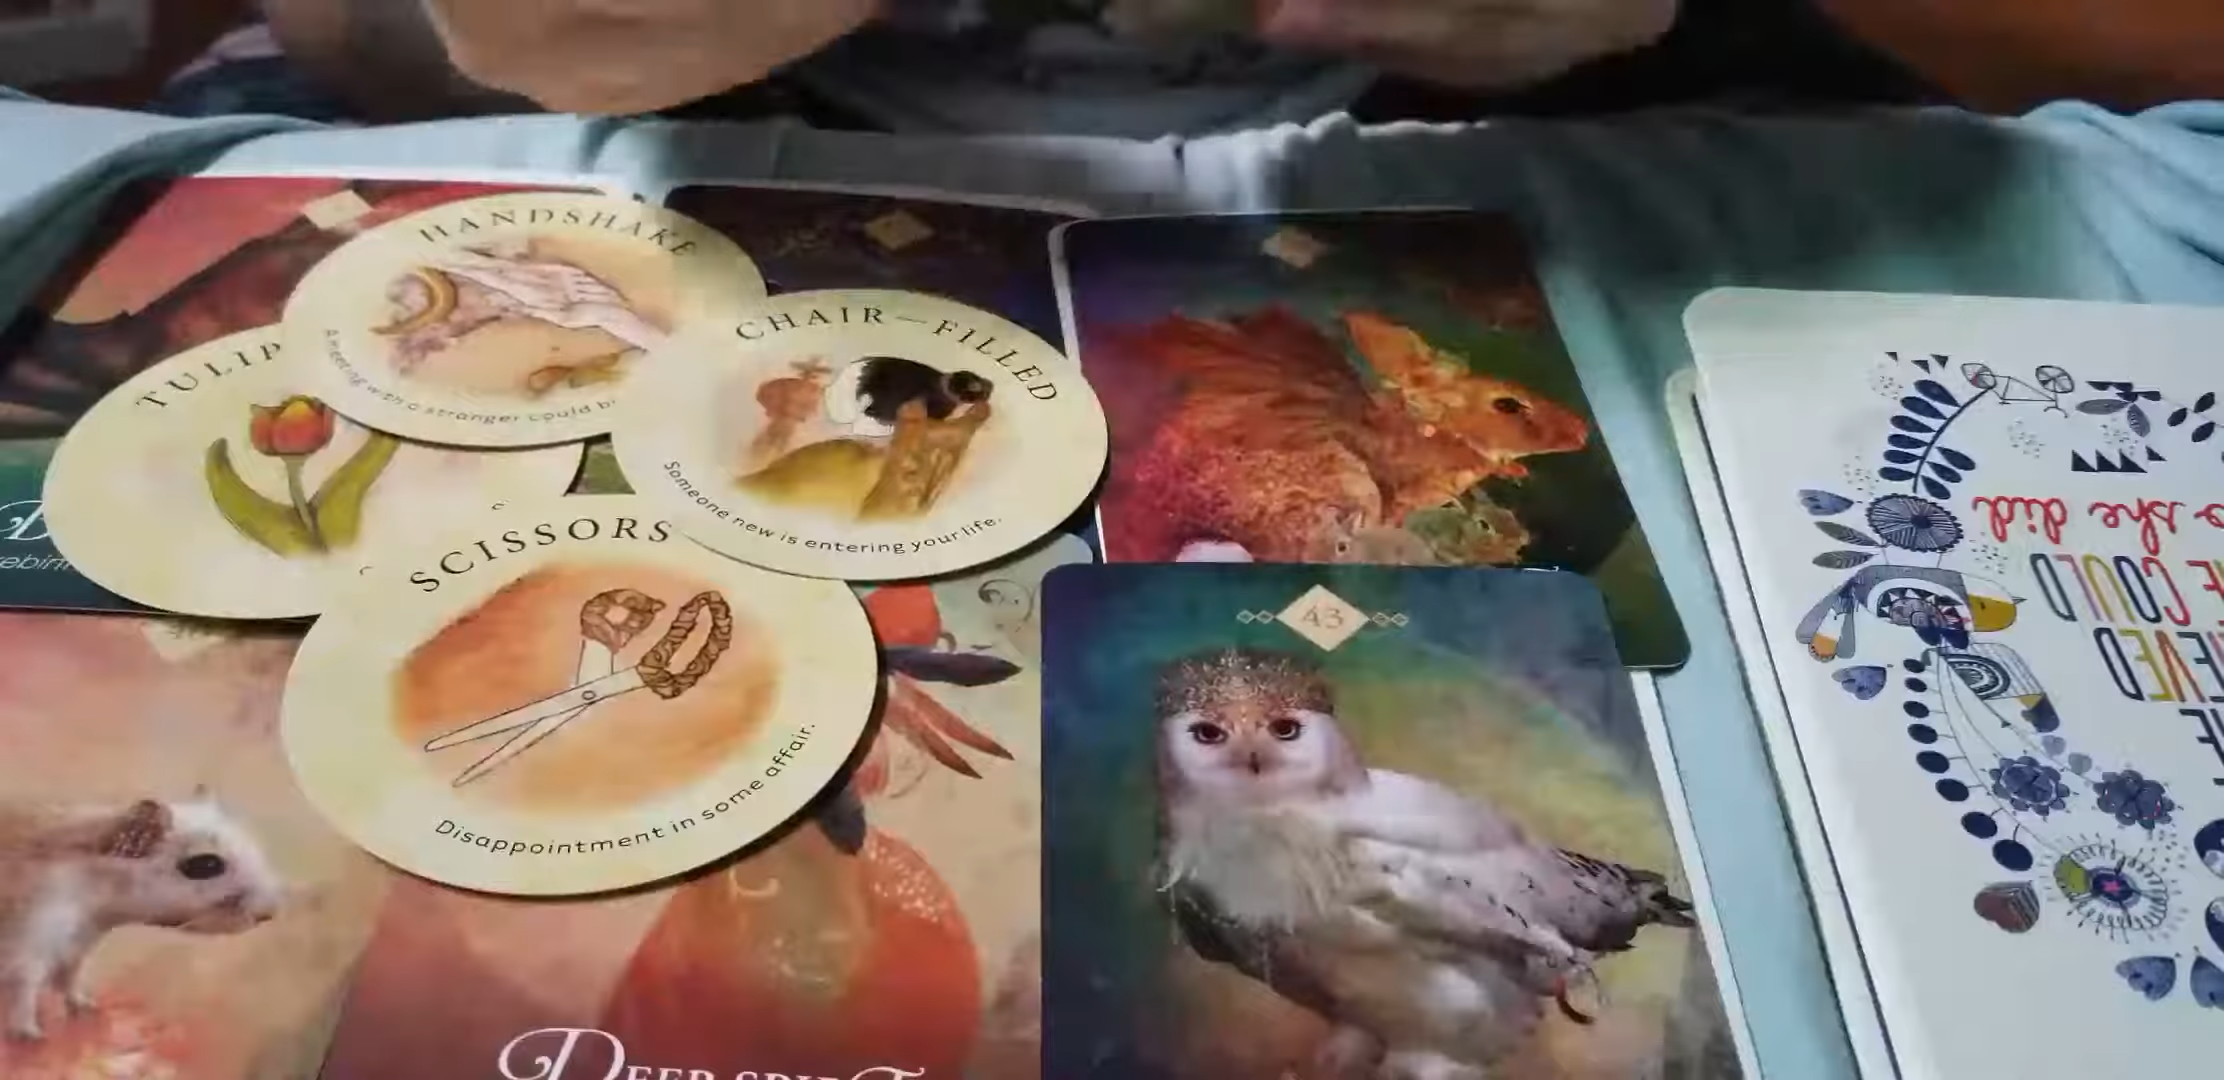 HANDSHAKE
A meeting with a stranger could
TULIP
CHAIR—FILLED
Someone new is entering your life.
SCISSORS
Disappointment in some affair.
43
DEEP
she did
COULD